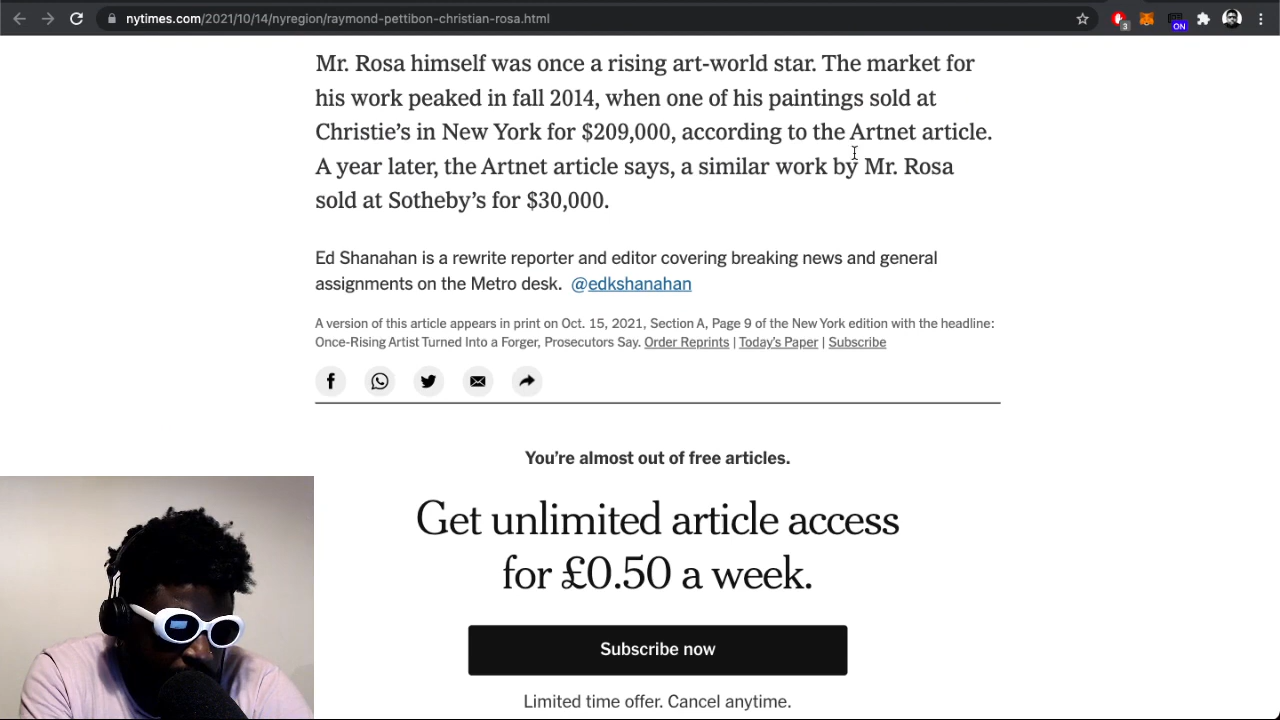 nytimes.com/2021/10/14/nyregion/raymond-pettibon-christian-rosa.html
3
ON
Mr. Rosa himself was once a rising art-world star. The market for
his work peaked in fall 2014, when one of his paintings sold at
Christie’s in New York for $209,000, according to the Artnet article.
A year later, the Artnet article says, a similar work by Mr. Rosa
sold at Sotheby’s for $30,000.
Ed Shanahan is a rewrite reporter and editor covering breaking news and general
assignments on the Metro desk. @edkshanahan
A version of this article appears in print on Oct. 15, 2021, Section A, Page 9 of the New York edition with the headline:
Once-Rising Artist Turned Into a Forger, Prosecutors Say. Order Reprints | Today’s Paper | Subscribe
You’re almost out of free articles.
Get unlimited article access
for £0.50 a week.
Subscribe now
Limited time offer. Cancel anytime.